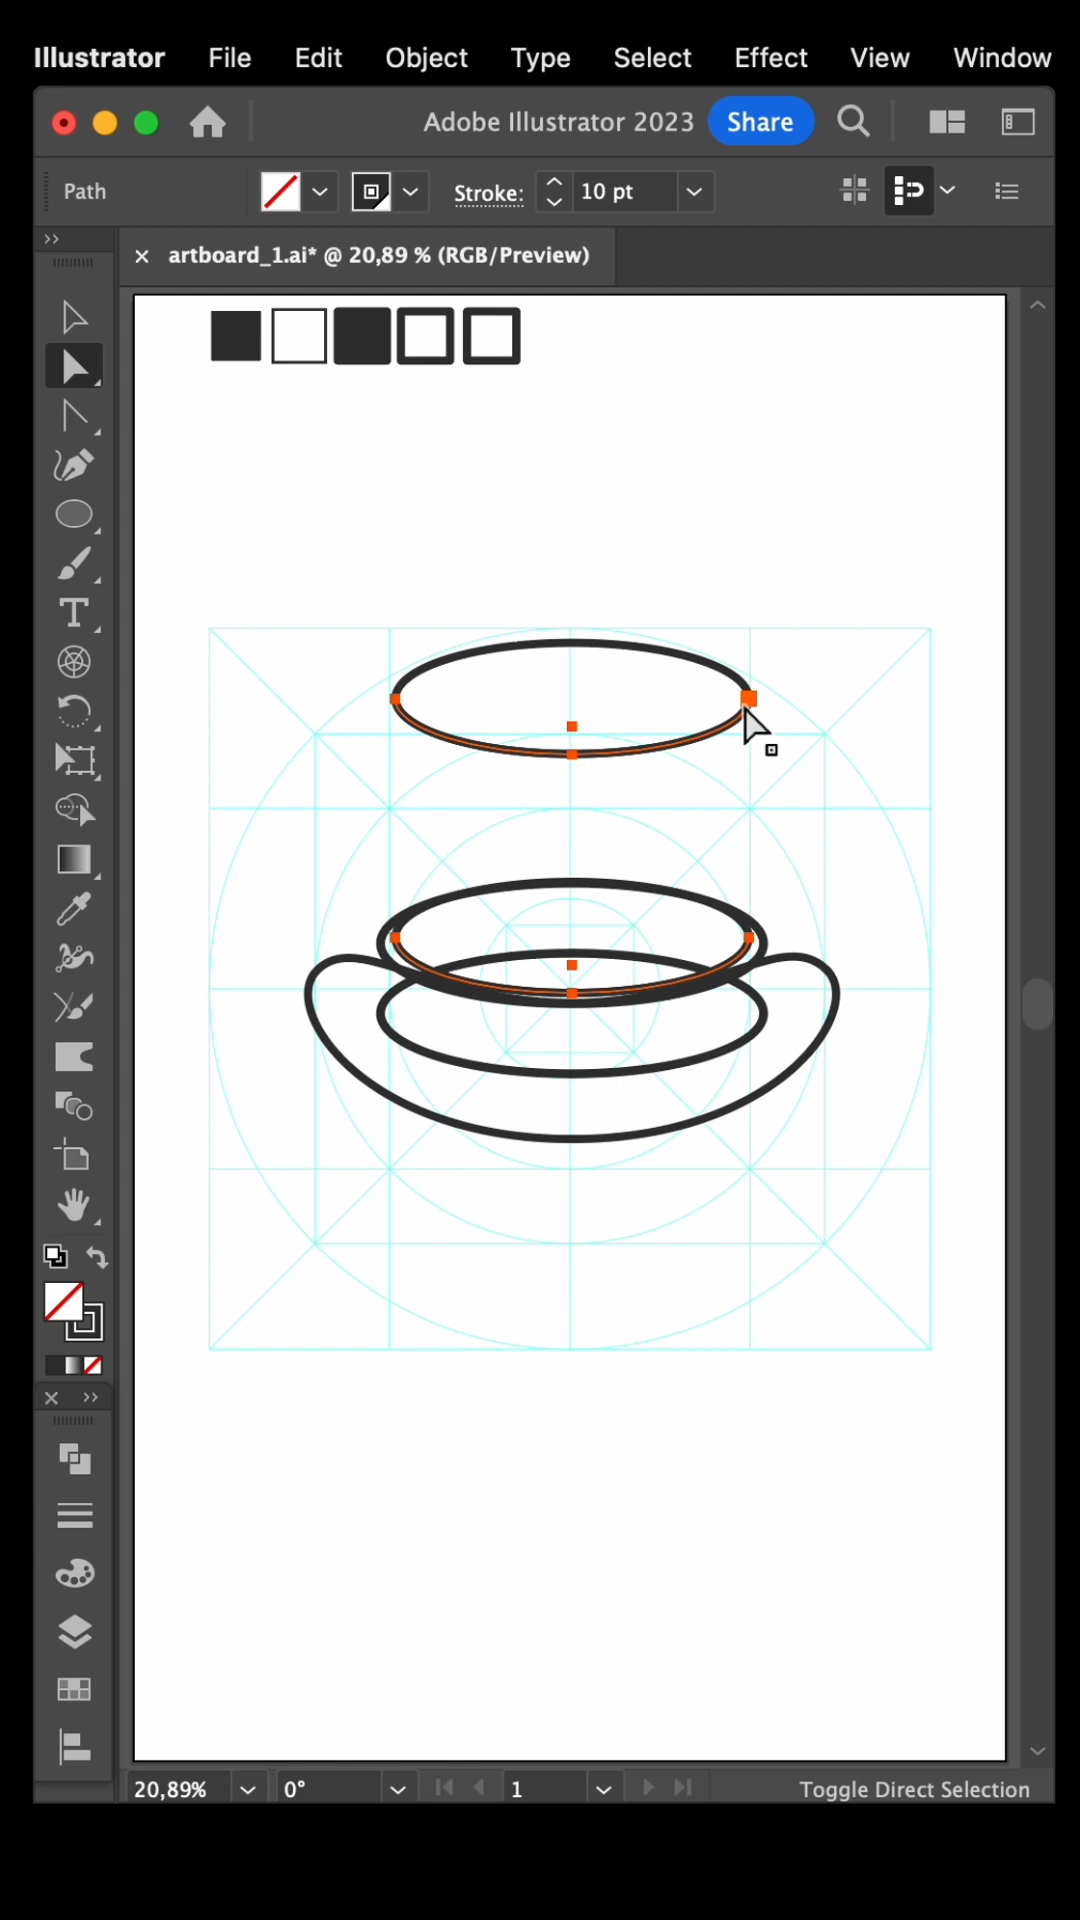 Illustrator File Edit Object Type Select Effect View Window
Adobe Illustrator 2023 Share
Path Stroke: 10 pt
× artboard_1.ai* @ 20,89 % (RGB/Preview)
T
20,89% 0° 1 Toggle Direct Selection